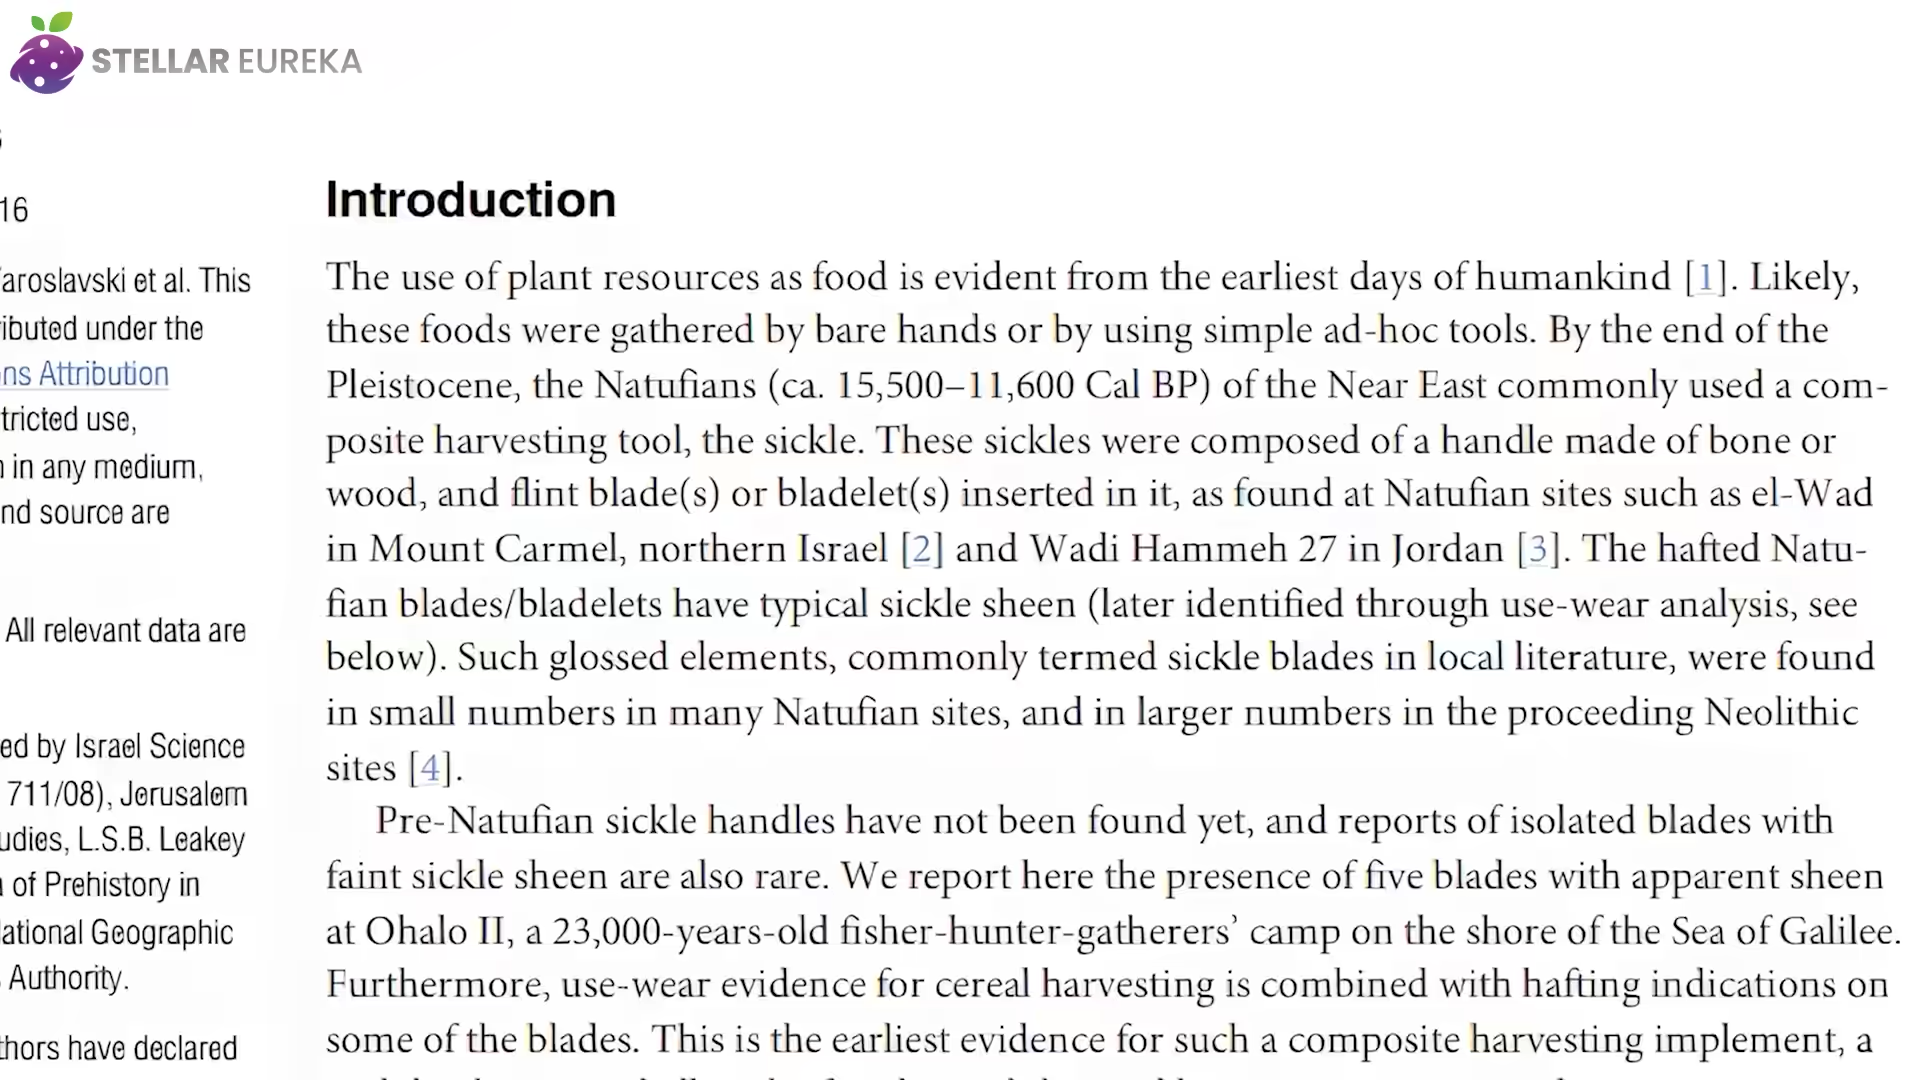 STELLAR EUREKA
16
aroslavski et al. This
ibuted under the
ns Attribution
tricted use,
in any medium,
nd source are
All relevant data are
ed by Israel Science
711/08), Jerusalem
udies, L.S.B. Leakey
of Prehistory in
ational Geographic
Authority.
thors have declared
Introduction
The use of plant resources as food is evident from the earliest days of humankind [1]. Likely,
these foods were gathered by bare hands or by using simple ad-hoc tools. By the end of the
Pleistocene, the Natufians (ca. 15,500–11,600 Cal BP) of the Near East commonly used a com-
posite harvesting tool, the sickle. These sickles were composed of a handle made of bone or
wood, and flint blade(s) or bladelet(s) inserted in it, as found at Natufian sites such as el-Wad
in Mount Carmel, northern Israel [2] and Wadi Hammeh 27 in Jordan [3]. The hafted Natu-
fian blades/bladelets have typical sickle sheen (later identified through use-wear analysis, see
below). Such glossed elements, commonly termed sickle blades in local literature, were found
in small numbers in many Natufian sites, and in larger numbers in the proceeding Neolithic
sites [4].
Pre-Natufian sickle handles have not been found yet, and reports of isolated blades with
faint sickle sheen are also rare. We report here the presence of five blades with apparent sheen
at Ohalo II, a 23,000-years-old fisher-hunter-gatherers’ camp on the shore of the Sea of Galilee.
Furthermore, use-wear evidence for cereal harvesting is combined with hafting indications on
some of the blades. This is the earliest evidence for such a composite harvesting implement, a